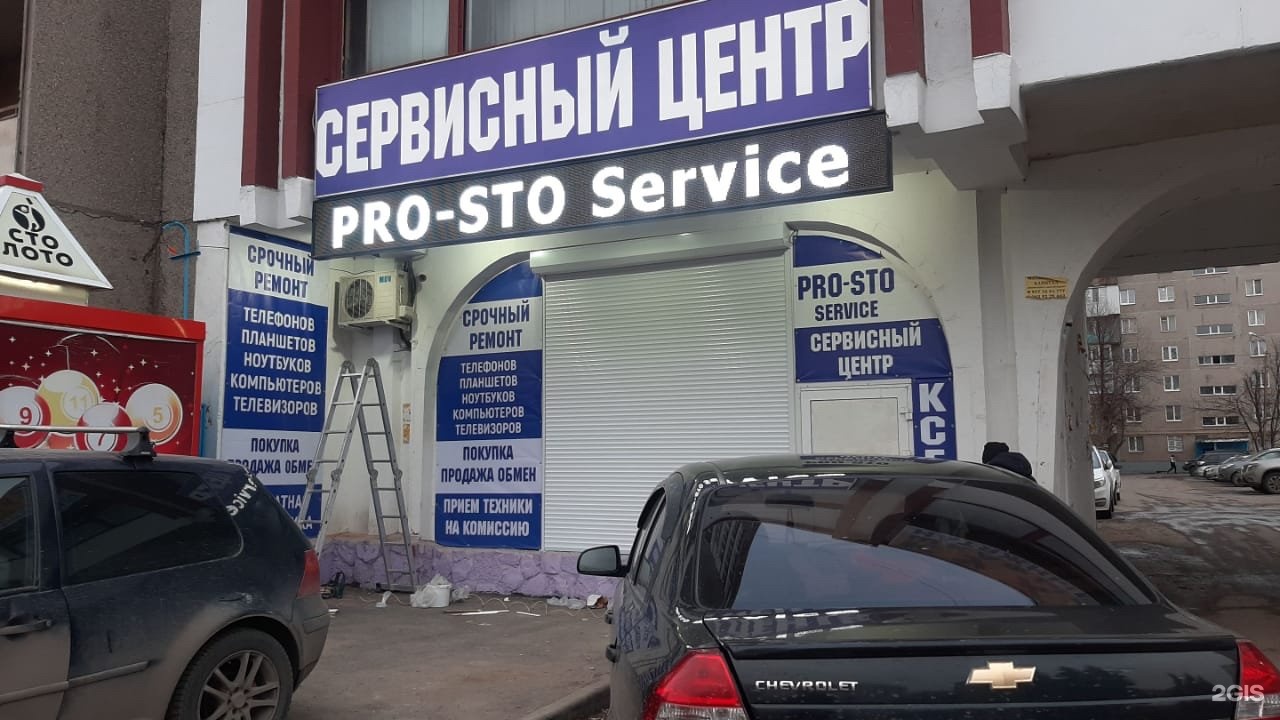 СЕРВИСНЫЙ ЦЕНТР
PRO-STO Service
СТО
ЛОТО
9
11
7
5
СРОЧНЫЙ
РЕМОНТ
ТЕЛЕФОНОВ
ПЛАНШЕТОВ
НОУТБУКОВ
КОМПЬЮТЕРОВ
ТЕЛЕВИЗОРОВ
ПОКУПКА
ПРОДАЖА ОБМЕН
СРОЧНЫЙ
РЕМОНТ
ТЕЛЕФОНОВ
ПЛАНШЕТОВ
НОУТБУКОВ
КОМПЬЮТЕРОВ
ТЕЛЕВИЗОРОВ
ПОКУПКА
ПРОДАЖА ОБМЕН
ПРИЕМ ТЕХНИКИ
НА КОМИССИЮ
PRO-STO
SERVICE
СЕРВИСНЫЙ
ЦЕНТР
КСЕ
CHEVROLET
2GIS